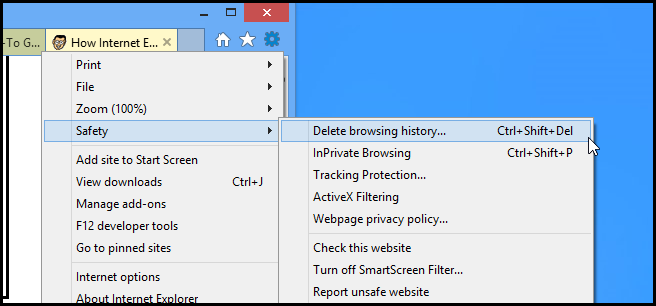 -To G...
How Internet E...
Print
File
Zoom (100%)
Safety
Add site to Start Screen
View downloads Ctrl+J
Manage add-ons
F12 developer tools
Go to pinned sites
Internet options
About Internet Explorer
Delete browsing history... Ctrl+Shift+Del
InPrivate Browsing Ctrl+Shift+P
Tracking Protection...
ActiveX Filtering
Webpage privacy policy...
Check this website
Turn off SmartScreen Filter...
Report unsafe website